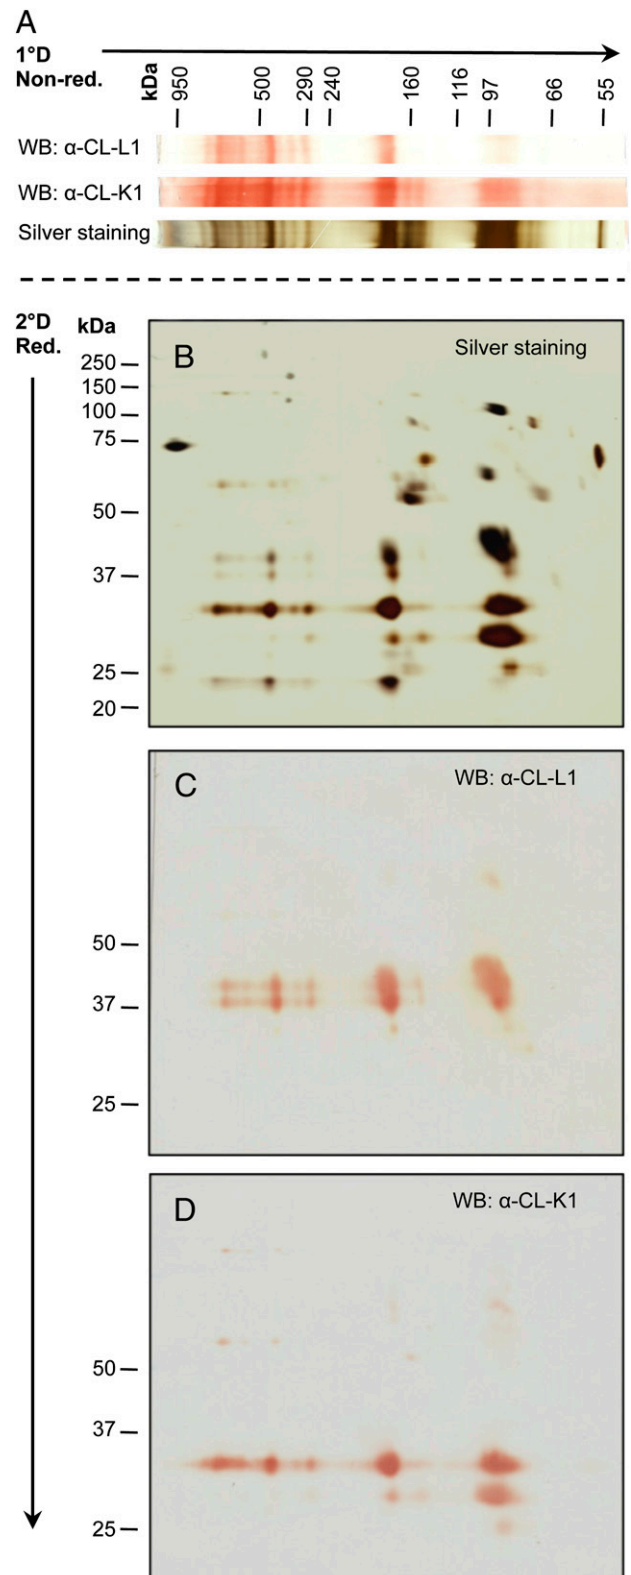 A
1°D
Non-red.
kDa 950 500 290 240 160 116 97 66 55
WB: α-CL-L1
WB: α-CL-K1
Silver staining
2°D
Red.
kDa
B
Silver staining
250
150
100
75
50
37
25
20
C
WB: α-CL-L1
50
37
25
D
WB: α-CL-K1
50
37
25